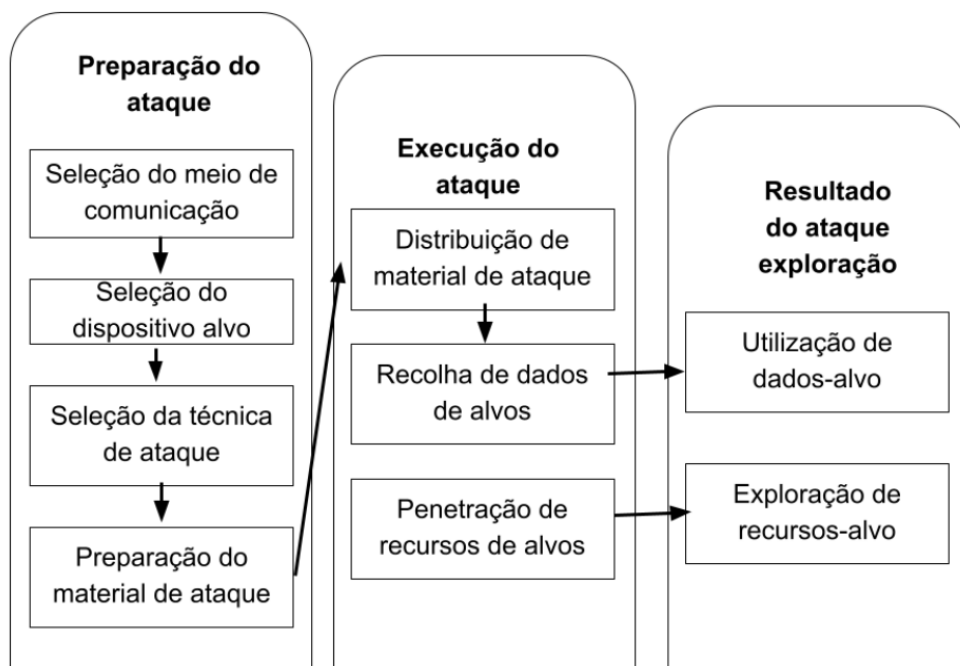 Preparação do
ataque
Seleção do meio de
comunicação
Seleção do
dispositivo alvo
Seleção da técnica
de ataque
Preparação do
material de ataque
Execução do
ataque
Distribuição de
material de ataque
Recolha de dados
de alvos
Penetração de
recursos de alvos
Resultado
do ataque
exploração
Utilização de
dados-alvo
Exploração de
recursos-alvo